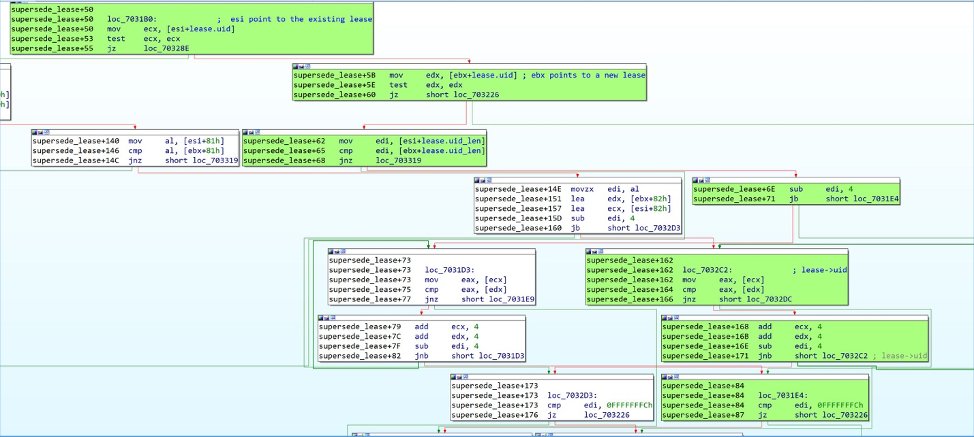 supersede_lease+50
supersede_lease+50 loc_7031B0: ; esi point to the existing lease
supersede_lease+50 mov ecx, [esi+lease.uid]
supersede_lease+53 test ecx, ecx
supersede_lease+55 jz loc_70328E
supersede_lease+5B mov edx, [ebx+lease.uid] ; ebx points to a new lease
supersede_lease+5E test edx, edx
supersede_lease+60 jz short loc_703226
h]
h]
supersede_lease+140 mov al, [esi+81h]
supersede_lease+146 cmp al, [ebx+81h]
supersede_lease+14C jnz short loc_703319
supersede_lease+62 mov edi, [esi+lease.uid_len]
supersede_lease+65 cmp edi, [ebx+lease.uid_len]
supersede_lease+68 jnz loc_703319
supersede_lease+14E movzx edi, al
supersede_lease+151 lea edx, [ebx+82h]
supersede_lease+157 lea ecx, [esi+82h]
supersede_lease+15D sub edi, 4
supersede_lease+160 jb short loc_7032D3
supersede_lease+6E sub edi, 4
supersede_lease+71 jb short loc_7031E4
supersede_lease+73
supersede_lease+73 loc_7031D3:
supersede_lease+73 mov eax, [ecx]
supersede_lease+75 cmp eax, [edx]
supersede_lease+77 jnz short loc_7031E9
supersede_lease+162
supersede_lease+162 loc_7032C2: ; lease->uid
supersede_lease+162 mov eax, [ecx]
supersede_lease+164 cmp eax, [edx]
supersede_lease+166 jnz short loc_7032DC
supersede_lease+79 add ecx, 4
supersede_lease+7C add edx, 4
supersede_lease+7F sub edi, 4
supersede_lease+82 jnb short loc_7031D3
supersede_lease+168 add ecx, 4
supersede_lease+16B add edx, 4
supersede_lease+16E sub edi, 4
supersede_lease+171 jnb short loc_7032C2 ; lease->uid
supersede_lease+173
supersede_lease+173 loc_7032D3:
supersede_lease+173 cmp edi, 0FFFFFFFCh
supersede_lease+176 jz short loc_703226
supersede_lease+84
supersede_lease+84 loc_7031E4:
supersede_lease+84 cmp edi, 0FFFFFFFCh
supersede_lease+87 jz short loc_703226